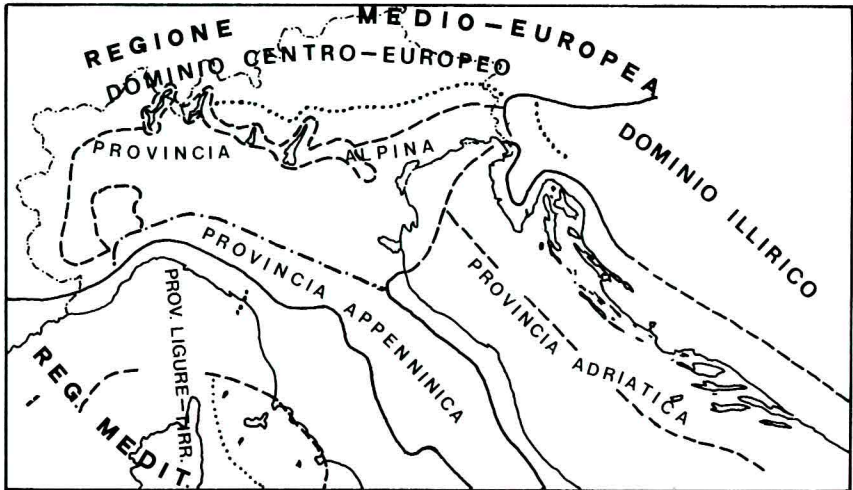 REGIONE MEDIO-EUROPEA
DOMINIO CENTRO-EUROPEO
PROVINCIA ALPINA
DOMINIO ILLIRICO
PROVINCIA APPENNINICA
PROVINCIA ADRIATICA
PROV. LIGURE-TIRR.
REG. MEDIT.